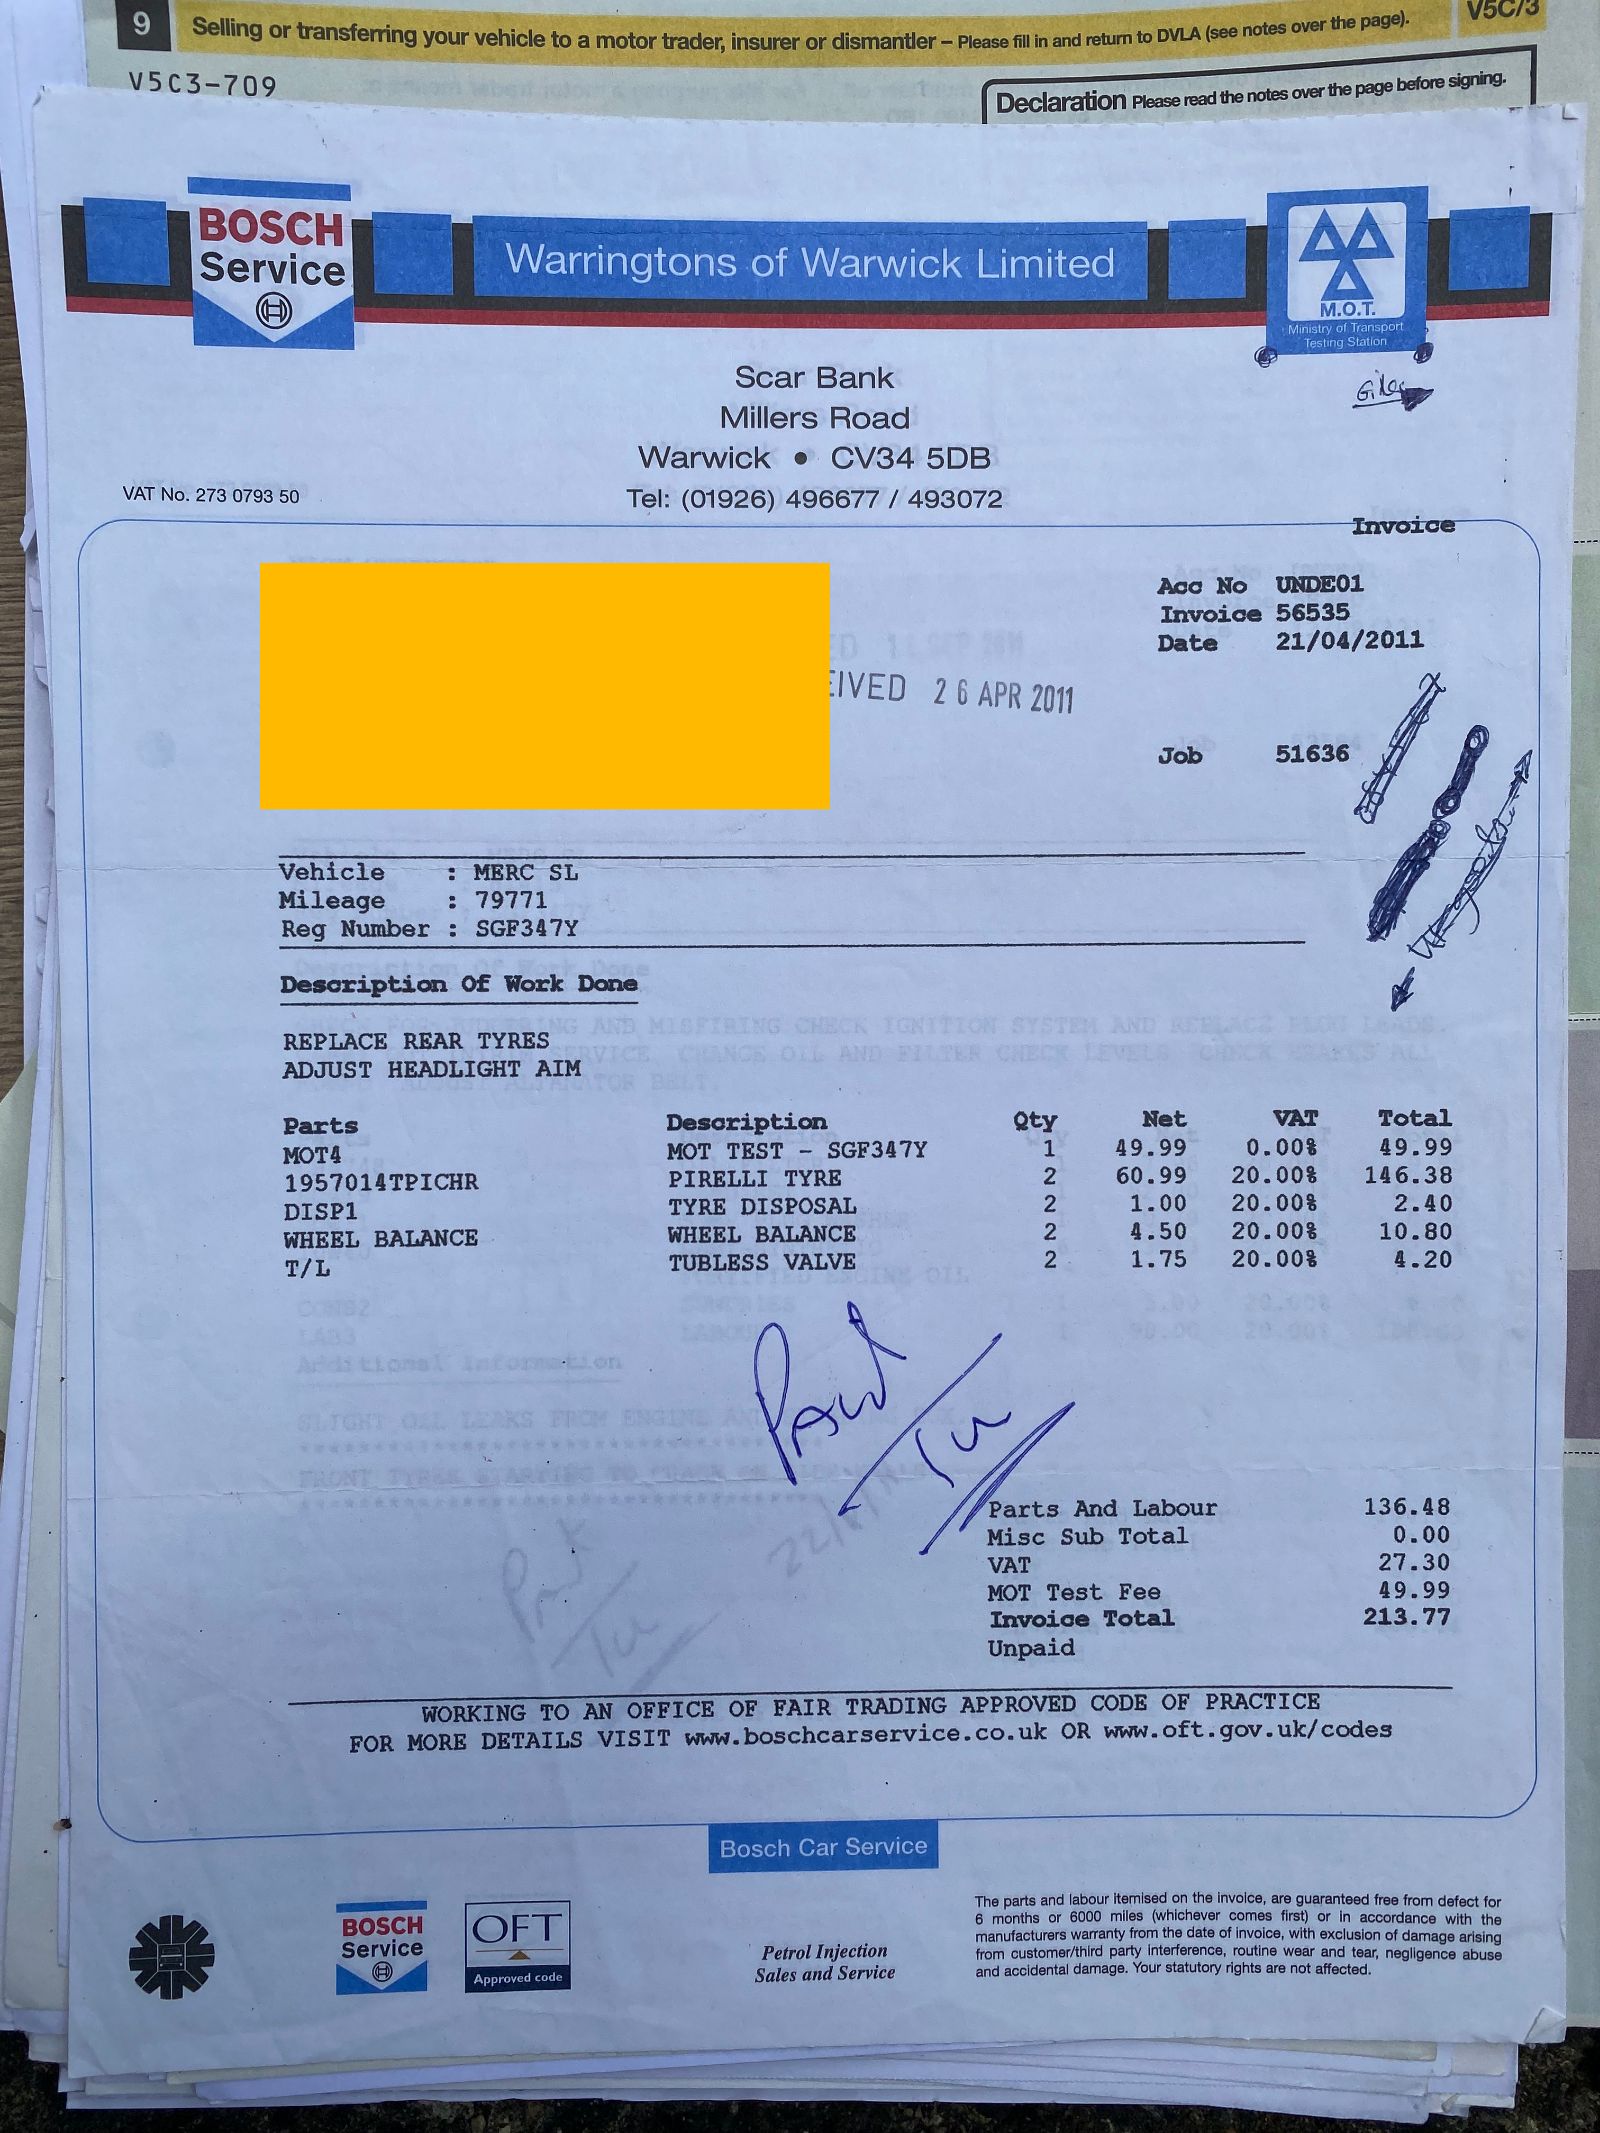 9 Selling or transferring your vehicle to a motor trader, insurer or dismantler – Please fill in and return to DVLA (see notes over the page). V5C/3
V5C3-709
Declaration Please read the notes over the page before signing.
BOSCH
Service
Warringtons of Warwick Limited
M.O.T.
Ministry of Transport
Testing Station
Scar Bank
Millers Road
Warwick • CV34 5DB
VAT No. 273 0793 50
Tel: (01926) 496677 / 493072
Invoice
Acc No UNDE01
Invoice 56535
Date 21/04/2011
EIVED 26 APR 2011
Job 51636
Vehicle : MERC SL
Mileage : 79771
Reg Number : SGF347Y
Description Of Work Done
REPLACE REAR TYRES
ADJUST HEADLIGHT AIM
Parts Description Qty Net VAT Total
MOT4 MOT TEST - SGF347Y 1 49.99 0.00% 49.99
1957014TPICHR PIRELLI TYRE 2 60.99 20.00% 146.38
DISP1 TYRE DISPOSAL 2 1.00 20.00% 2.40
WHEEL BALANCE WHEEL BALANCE 2 4.50 20.00% 10.80
T/L TUBLESS VALVE 2 1.75 20.00% 4.20
Paid
Parts And Labour 136.48
Misc Sub Total 0.00
VAT 27.30
MOT Test Fee 49.99
Invoice Total 213.77
Unpaid
WORKING TO AN OFFICE OF FAIR TRADING APPROVED CODE OF PRACTICE
FOR MORE DETAILS VISIT www.boschcarservice.co.uk OR www.oft.gov.uk/codes
Bosch Car Service
BOSCH
Service
OFT
Approved code
Petrol Injection
Sales and Service
The parts and labour itemised on the invoice, are guaranteed free from defect for
6 months or 6000 miles (whichever comes first) or in accordance with the
manufacturers warranty from the date of invoice, with exclusion of damage arising
from customer/third party interference, routine wear and tear, negligence abuse
and accidental damage. Your statutory rights are not affected.